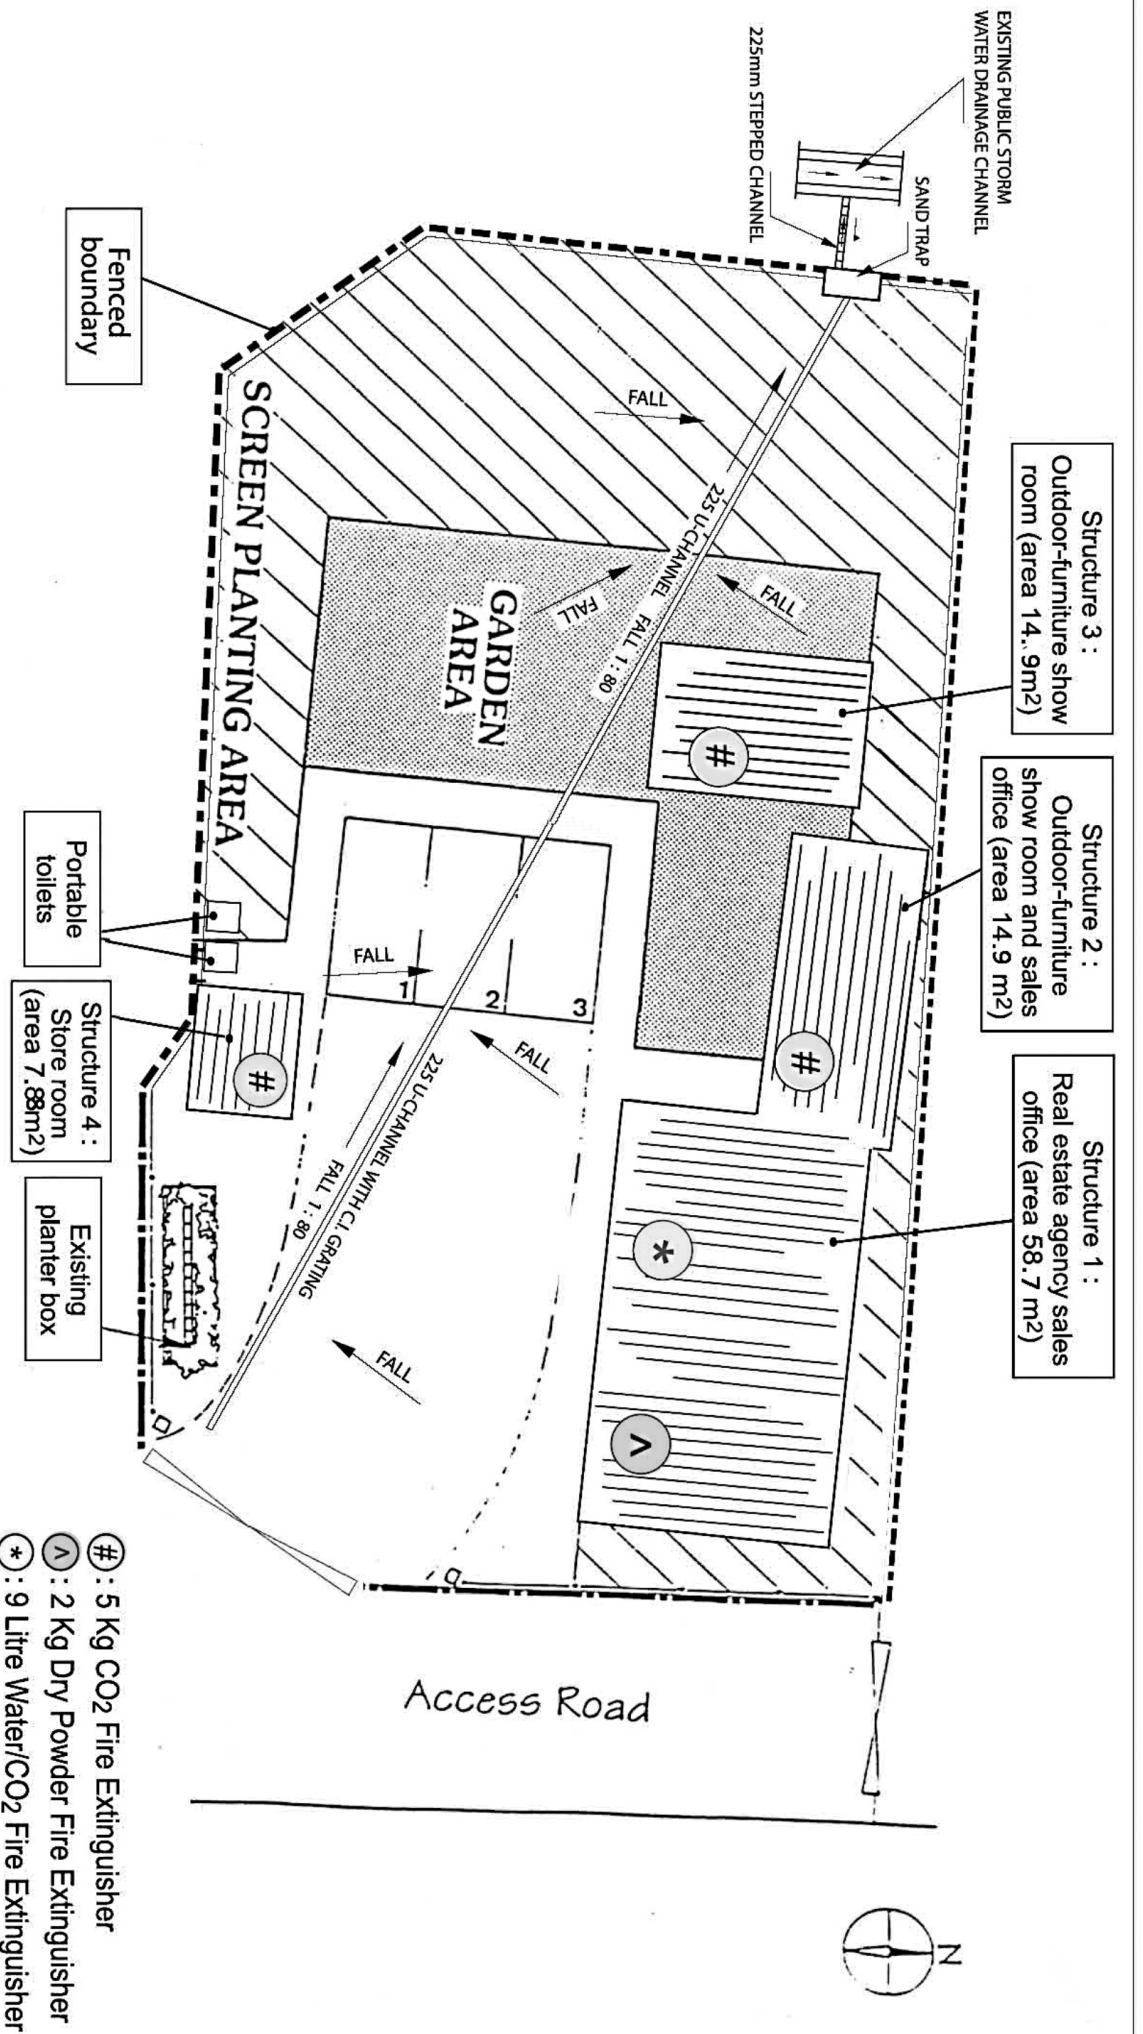 EXISTING PUBLIC STORM
WATER DRAINAGE CHANNEL
SAND TRAP
225mm STEPPED CHANNEL
Structure 3 :
Outdoor-furniture show
room (area 14..9m2)
Structure 2 :
Outdoor-furniture
show room and sales
office (area 14.9 m2)
Structure 1 :
Real estate agency sales
office (area 58.7 m2)
FALL
225 U-CHANNEL FALL 1:80
FALL
FALL
GARDEN
AREA
#
#
*
V
SCREEN PLANTING AREA
FALL
1
2
3
FALL
225 U-CHANNEL WITH C.I. GRATING
FALL 1:80
FALL
#
Fenced
boundary
Portable
toilets
Structure 4 :
Store room
(area 7.88m2)
Existing
planter box
Access Road
N
# : 5 Kg CO2 Fire Extinguisher
V : 2 Kg Dry Powder Fire Extinguisher
* : 9 Litre Water/CO2 Fire Extinguisher